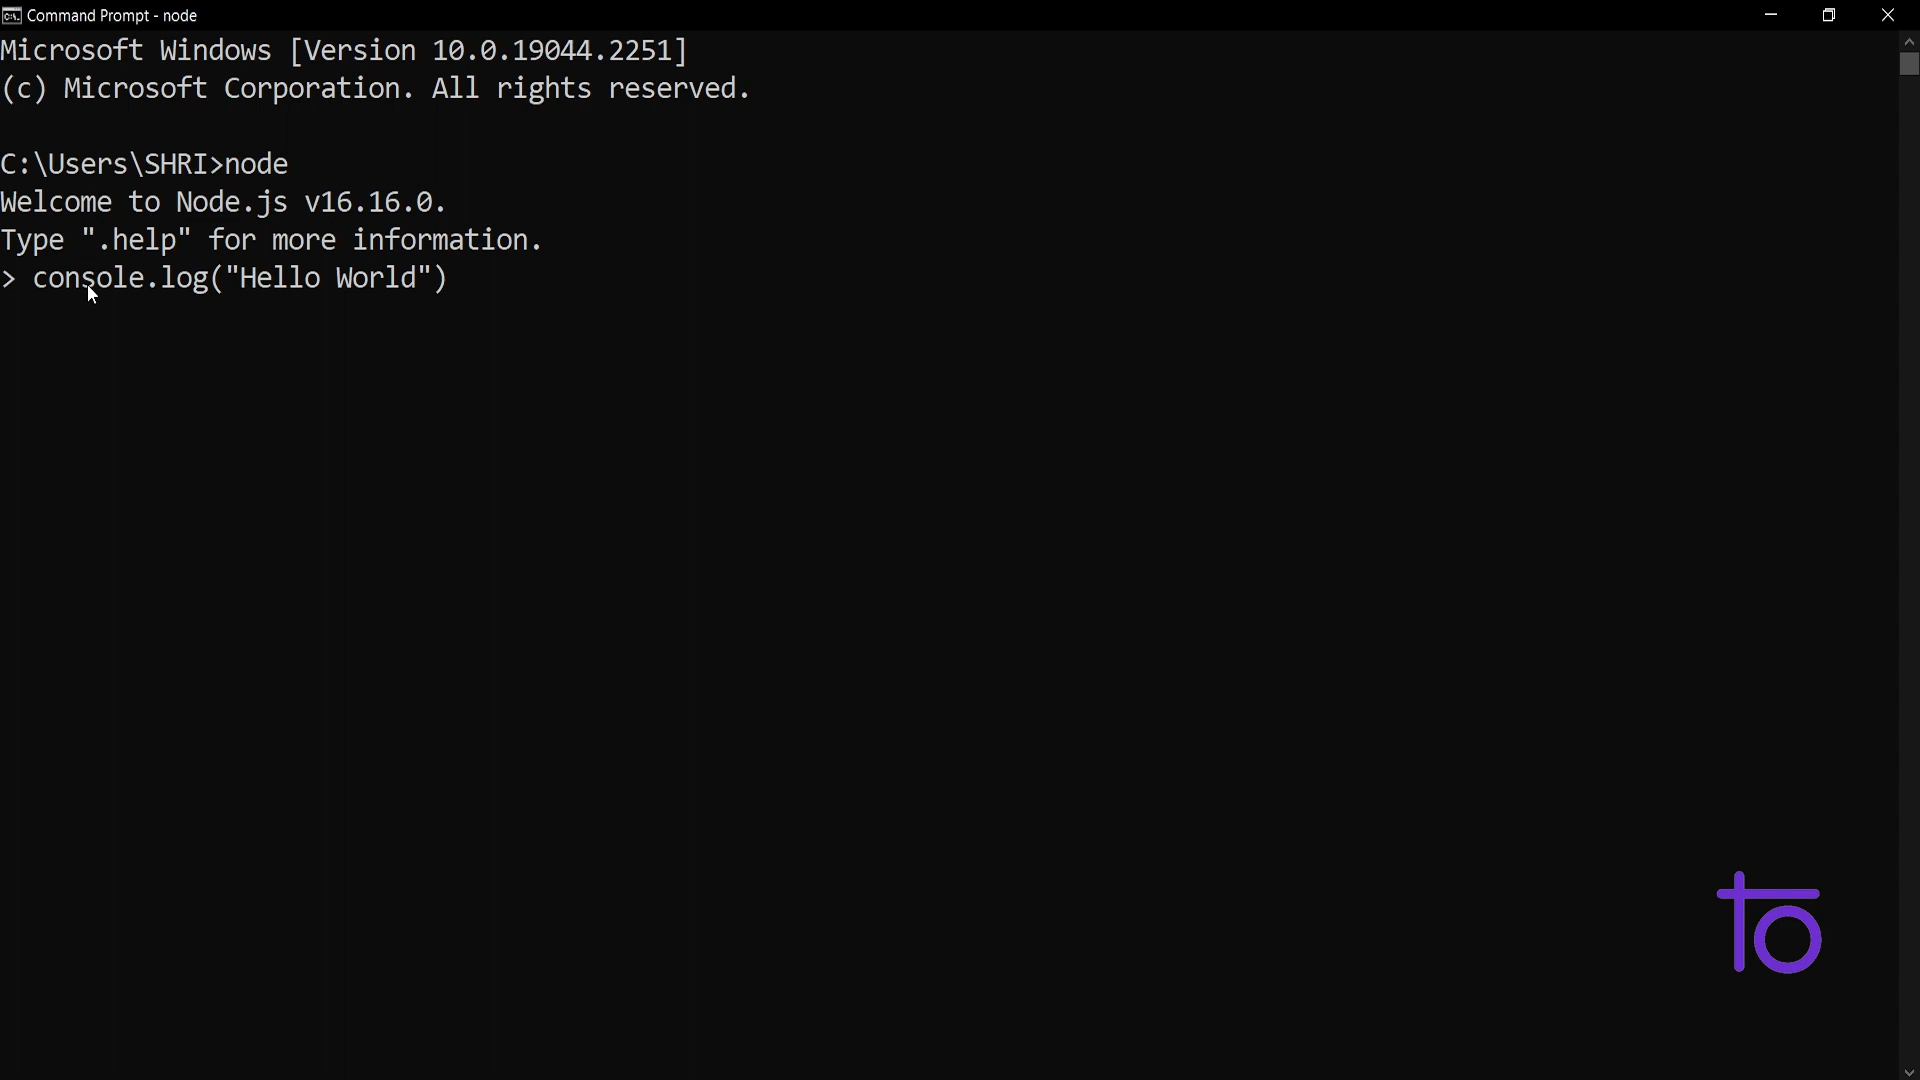 Command Prompt - node
Microsoft Windows [Version 10.0.19044.2251]
(c) Microsoft Corporation. All rights reserved.
C:\Users\SHRI>node
Welcome to Node.js v16.16.0.
Type ".help" for more information.
> console.log("Hello World")
to